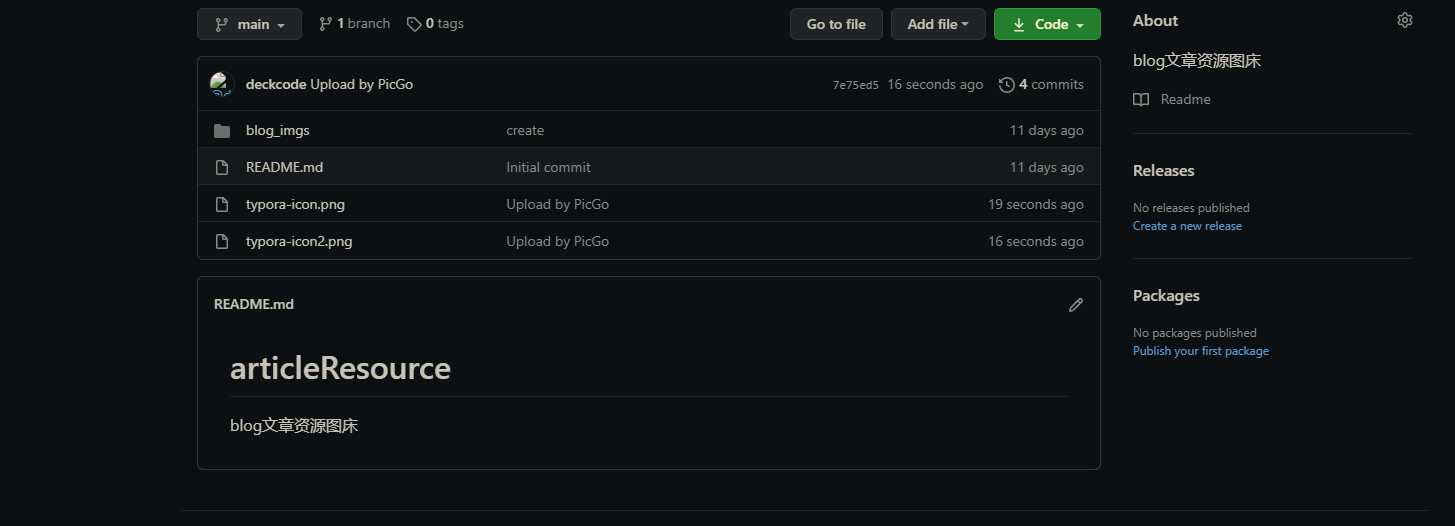 main 1 branch 0 tags Go to file Add file Code
deckcode Upload by PicGo 7e75ed5 16 seconds ago 4 commits
blog_imgs create 11 days ago
README.md Initial commit 11 days ago
typora-icon.png Upload by PicGo 19 seconds ago
typora-icon2.png Upload by PicGo 16 seconds ago
README.md
articleResource
blog文章资源图床
About
blog文章资源图床
Readme
Releases
No releases published
Create a new release
Packages
No packages published
Publish your first package